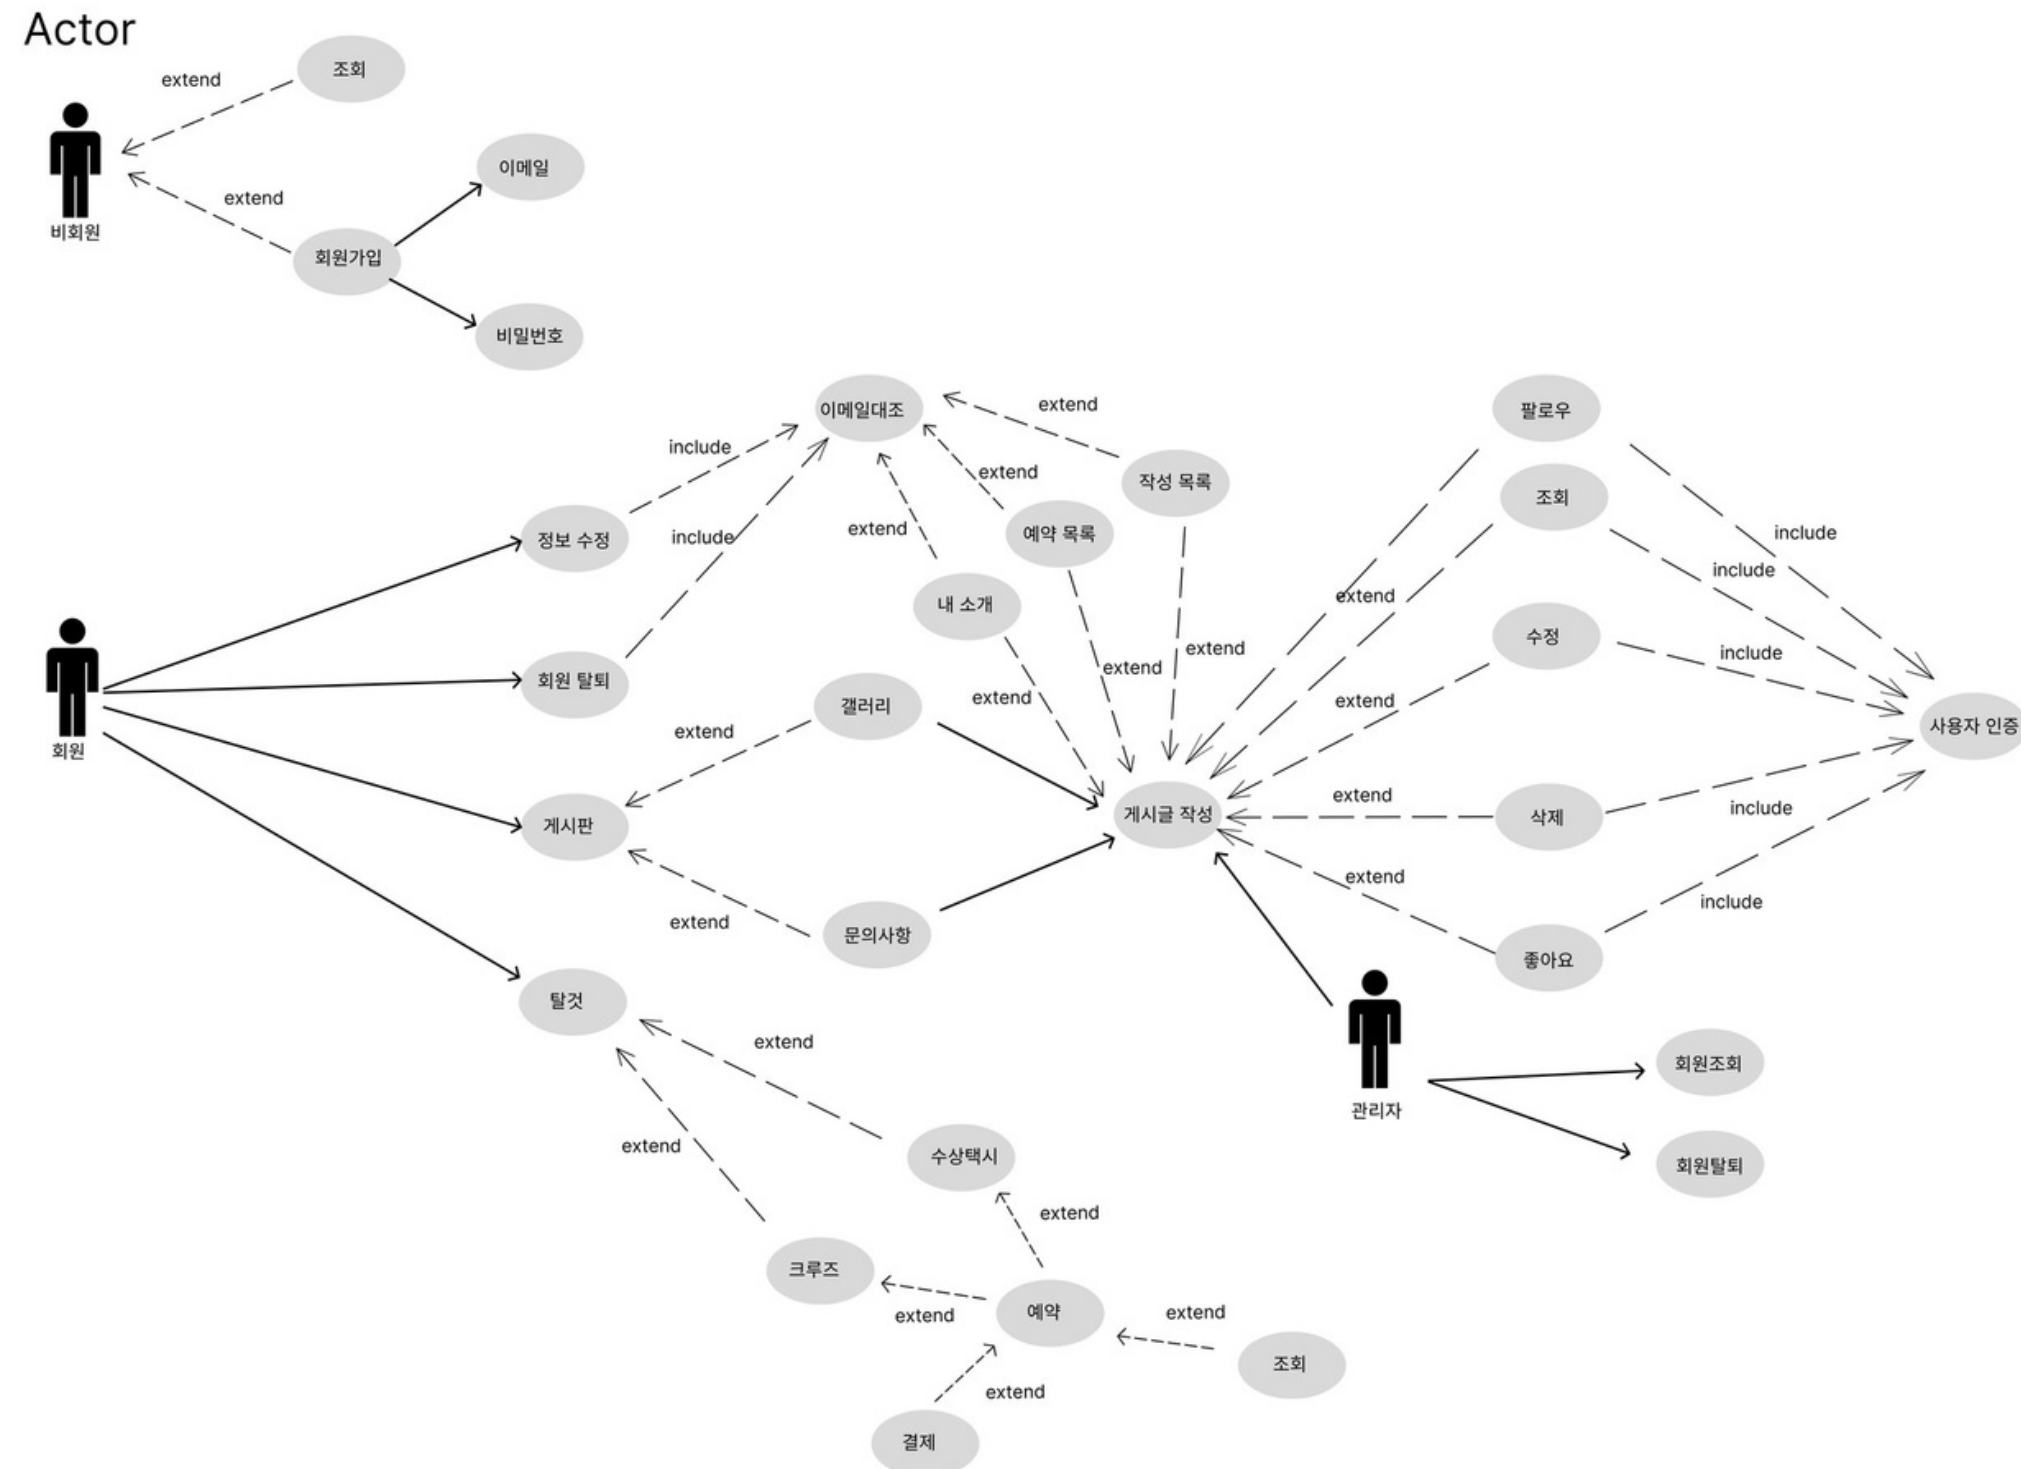 Actor
조회
extend
비회원
이메일
extend
회원가입
비밀번호
이메일대조
extend
팔로우
include
extend
작성 목록
조회
정보 수정
include
extend
예약 목록
include
include
extend
내 소개
수정
extend
extend
include
회원 탈퇴
extend
extend
extend
갤러리
사용자 인증
회원
extend
게시판
게시글 작성
extend
삭제
include
extend
extend
문의사항
include
좋아요
탈것
extend
회원조회
관리자
extend
수상택시
회원탈퇴
extend
크루즈
extend
예약
extend
조회
extend
결제